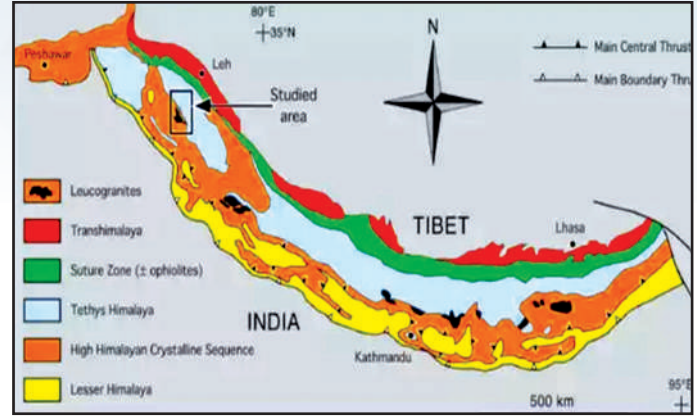 80°E
35°N
N
Peshawar
Leh
Main Central Thrust
Main Boundary Thru
Studied
area
Leucogranites
Transhimalaya
TIBET
Lhasa
Suture Zone (± ophiolites)
Tethys Himalaya
INDIA
High Himalayan Crystalline Sequence
Kathmandu
Lesser Himalaya
95°E
500 km